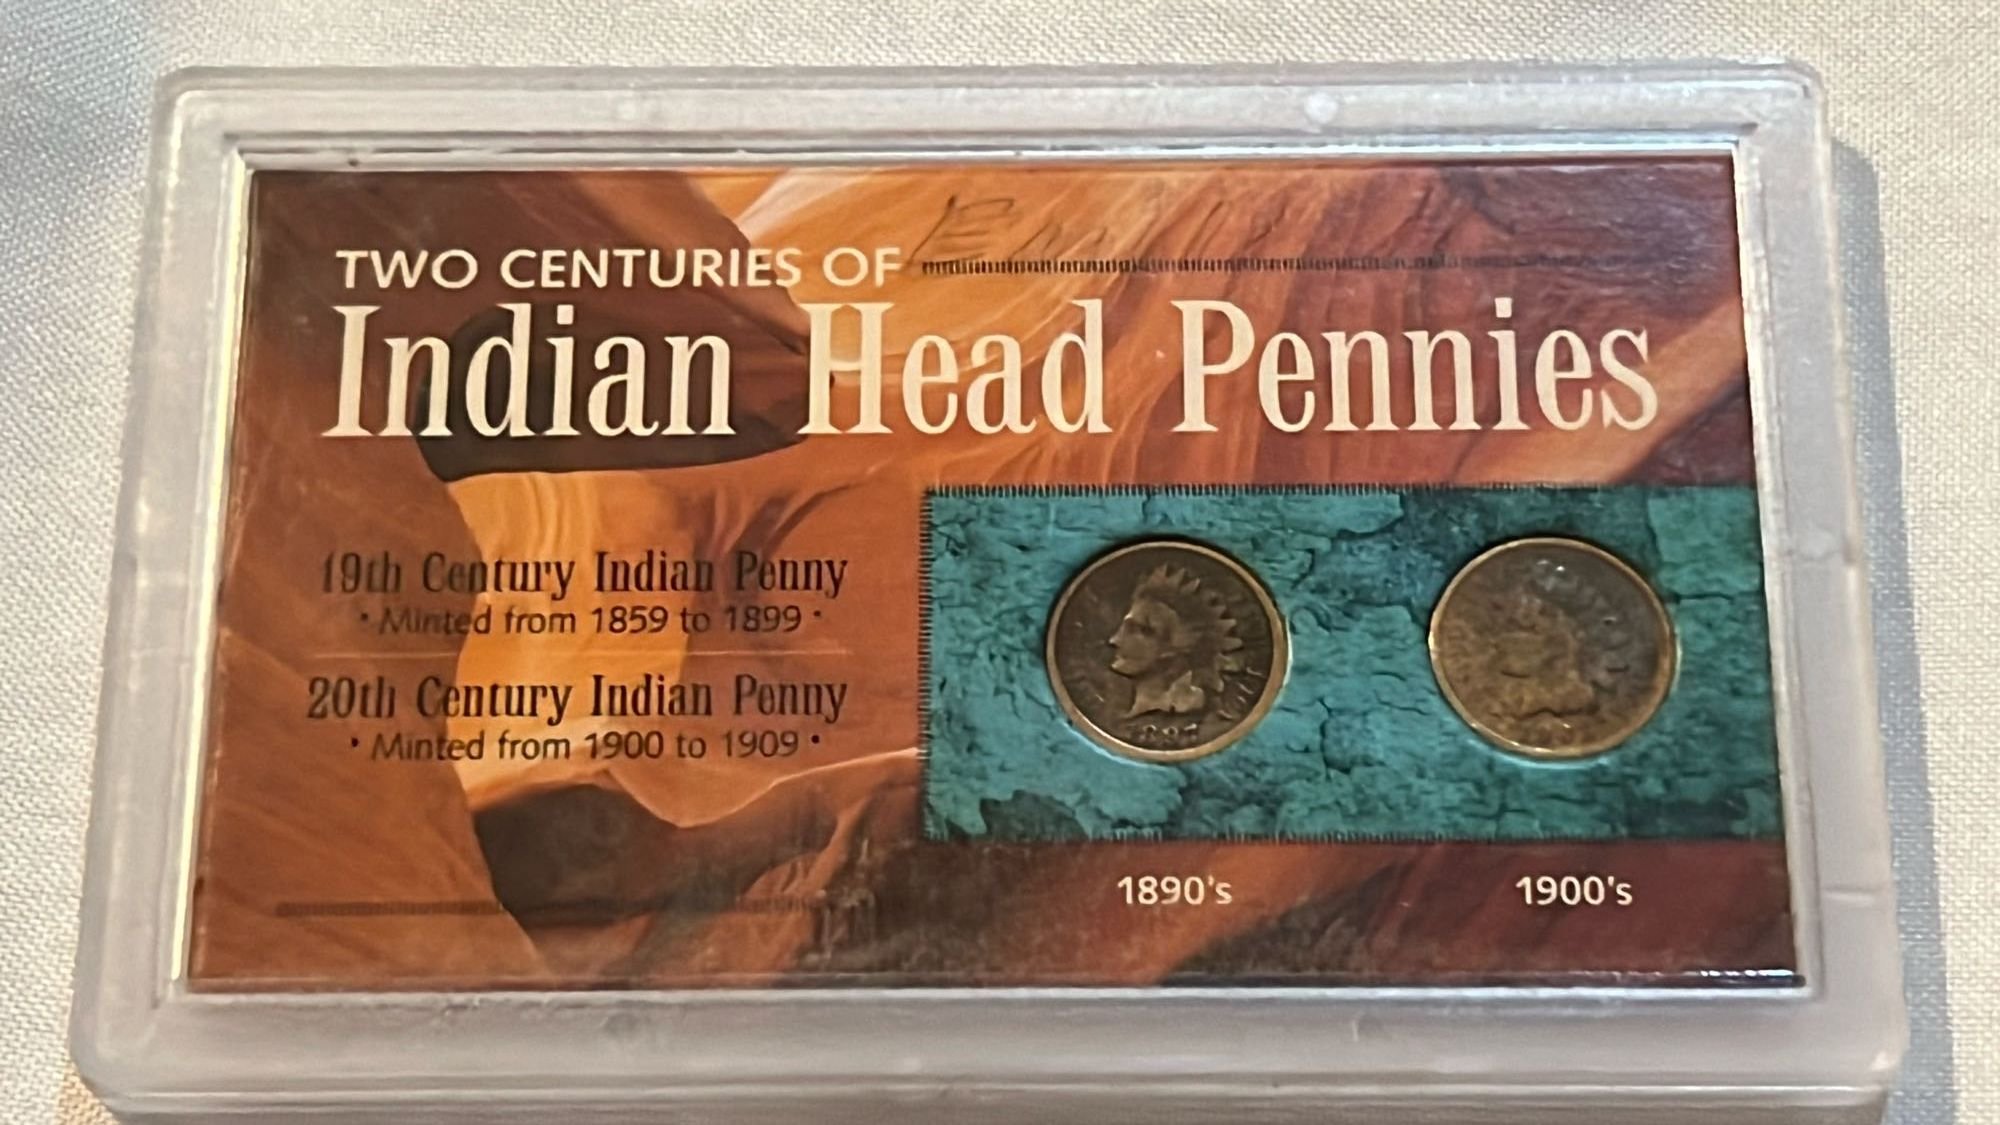 TWO CENTURIES OF
Indian Head Pennies
19th Century Indian Penny
• Minted from 1859 to 1899 •
20th Century Indian Penny
• Minted from 1900 to 1909 •
1897
1890's
1900's